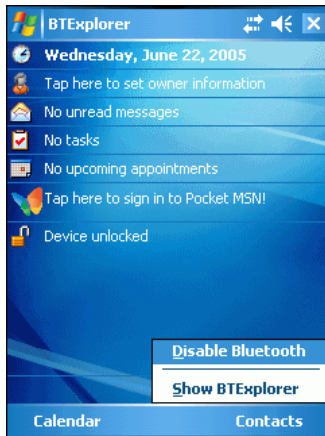 BTExplorer
Wednesday, June 22, 2005
Tap here to set owner information
No unread messages
No tasks
No upcoming appointments
Tap here to sign in to Pocket MSN!
Device unlocked
Disable Bluetooth
Show BTExplorer
Calendar Contacts